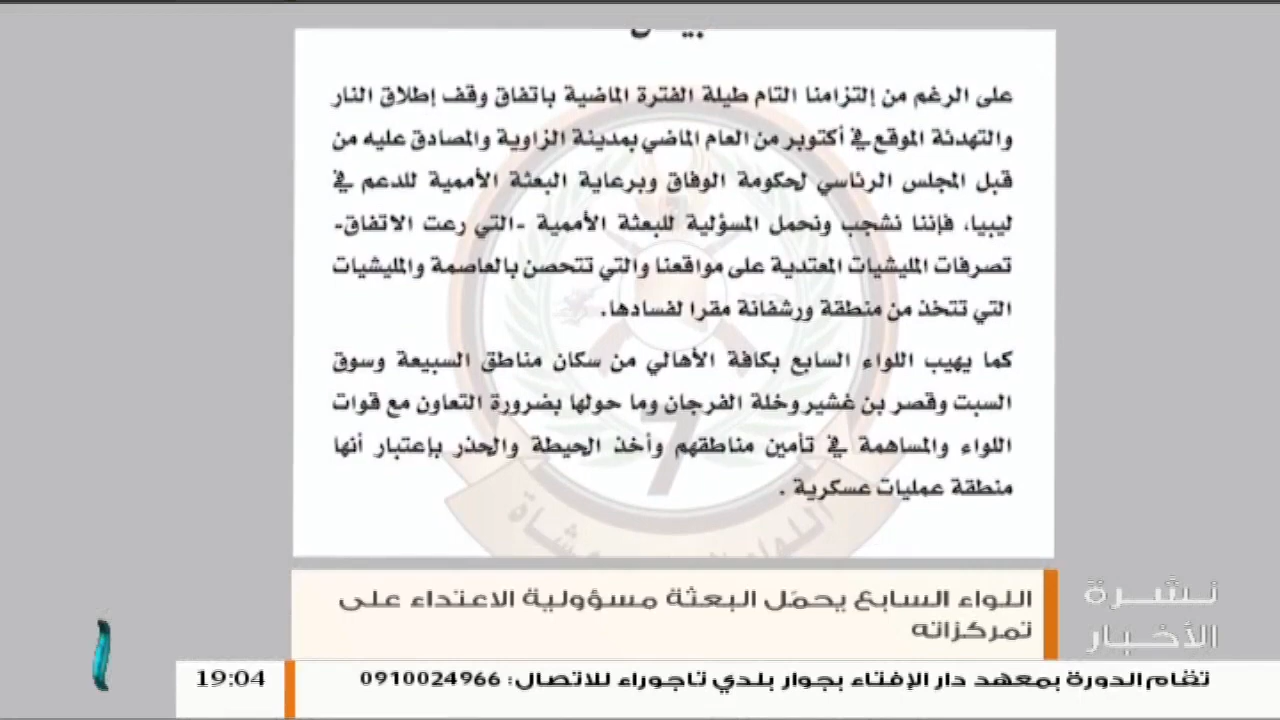 بيان
على الرغم من إلتزامنا التام طيلة الفترة الماضية باتفاق وقف إطلاق النار
والتهدئة الموقع في أكتوبر من العام الماضي بمدينة الزاوية والمصادق عليه من
قبل المجلس الرئاسي لحكومة الوفاق وبرعاية البعثة الأممية للدعم في
ليبيا، فإننا نشجب ونحمل المسؤلية للبعثة الأممية -التي رعت الاتفاق-
تصرفات المليشيات المعتدية على مواقعنا والتي تتحصن بالعاصمة والمليشيات
التي تتخذ من منطقة ورشفانة مقرا لفسادها.
كما يهيب اللواء السابع بكافة الأهالي من سكان مناطق السبيعة وسوق
السبت وقصر بن غشير وخلة الفرجان وما حولها بضرورة التعاون مع قوات
اللواء والمساهمة في تأمين مناطقهم وأخذ الحيطة والحذر بإعتبار أنها
منطقة عمليات عسكرية .
7
اللواء
نشرة
الأخبار
اللواء السابع يحمّل البعثة مسؤولية الاعتداء على
تمركزاته
تقام الدورة بمعهد دار الإفتاء بجوار بلدي تاجوراء للاتصال: 0910024966
19:04